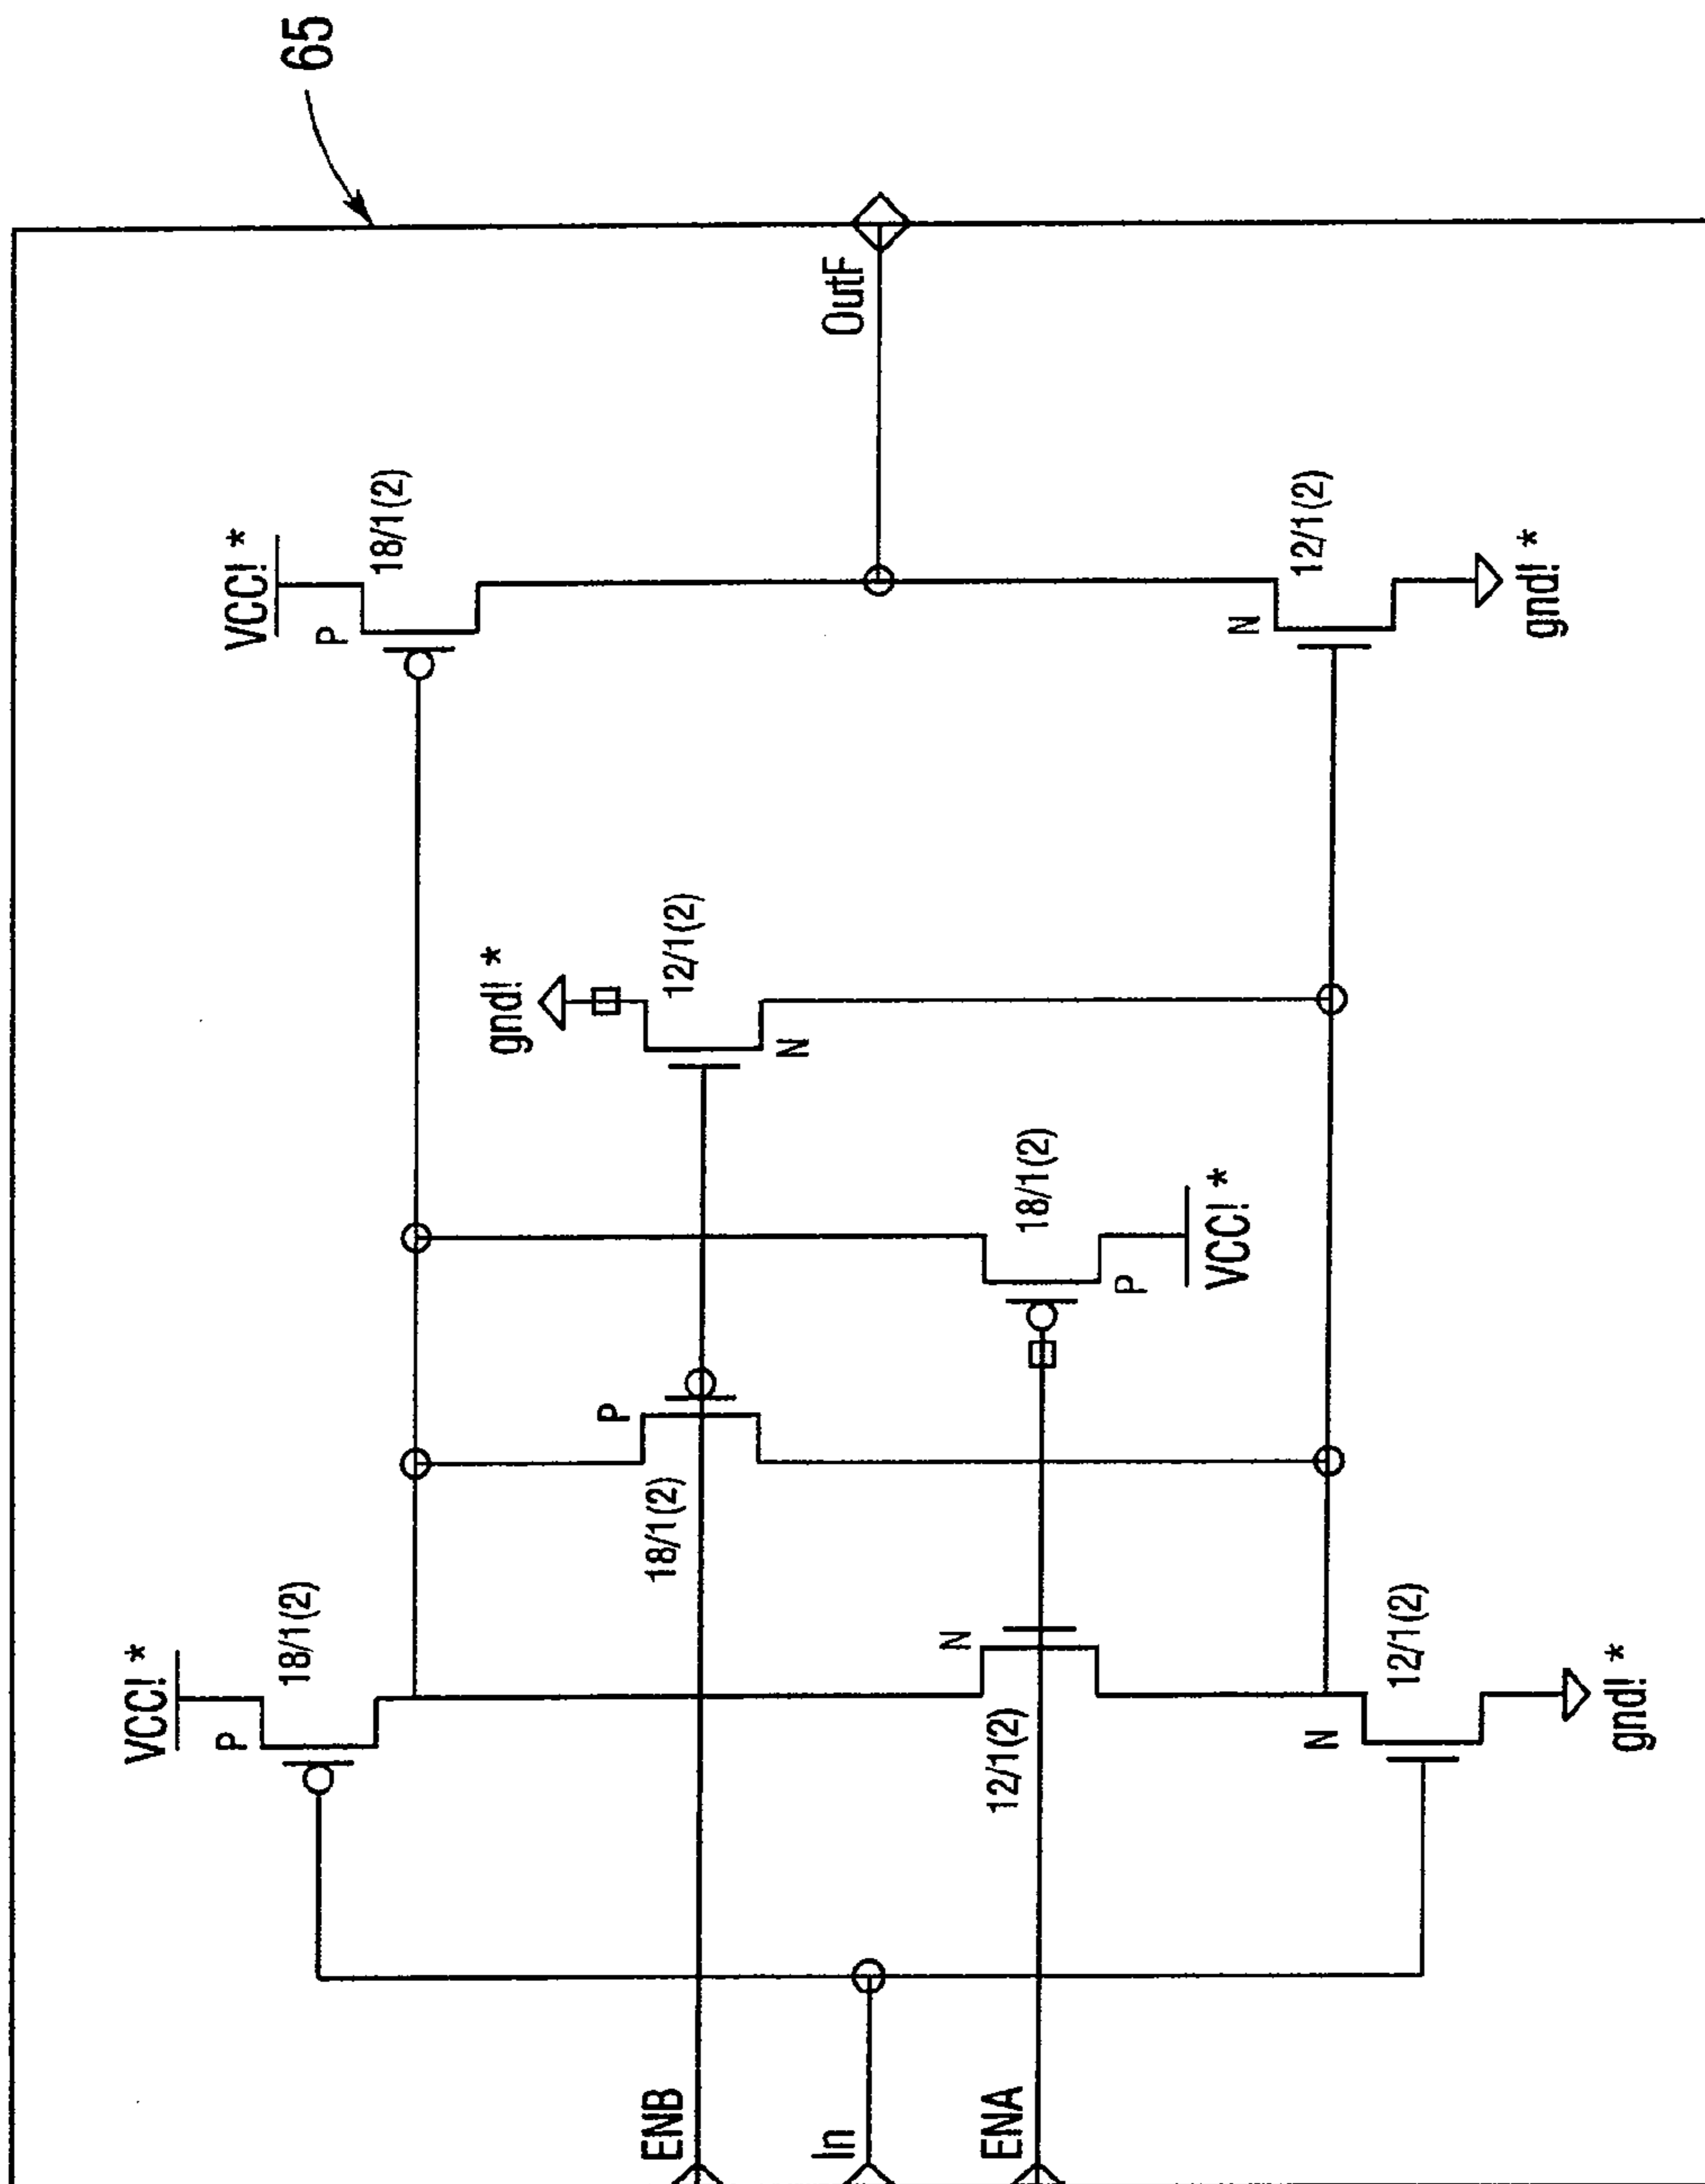 65
VCC! *
P
18/1(2)
VCC! *
P
18/1(2)
gnd! *
12/1(2)
N
P
18/1(2)
ENB
OutF
In
18/1(2)
P
VCC! *
N
12/1(2)
ENA
N
12/1(2)
gnd! *
N
12/1(2)
gnd! *